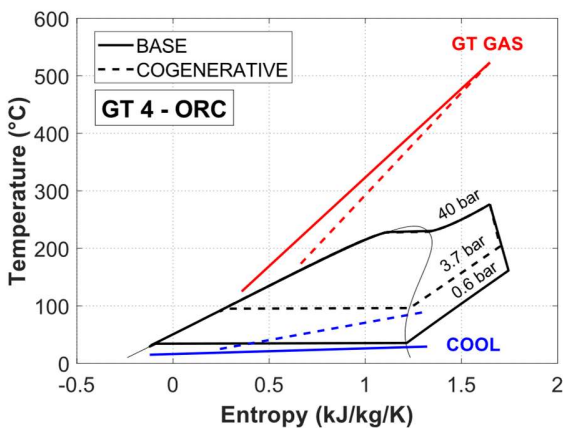 600
500
400
300
200
100
0
Temperature (°C)
BASE
COGENERATIVE
GT 4 - ORC
GT GAS
40 bar
3.7 bar
0.6 bar
COOL
-0.5
0
0.5
1
1.5
2
Entropy (kJ/kg/K)